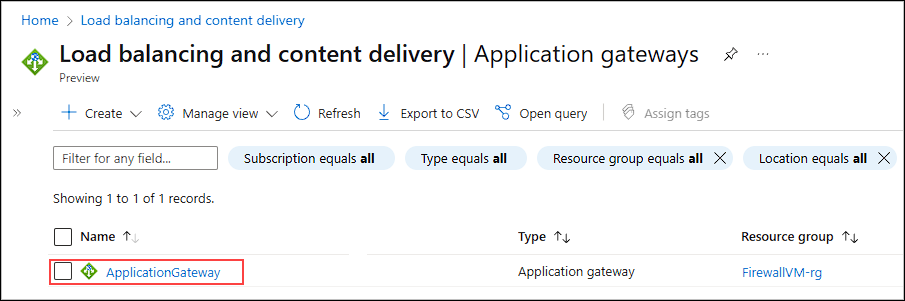 Home > Load balancing and content delivery
Load balancing and content delivery | Application gateways
Preview
Create Manage view Refresh Export to CSV Open query Assign tags
Filter for any field... Subscription equals all Type equals all Resource group equals all Location equals all
Showing 1 to 1 of 1 records.
Name Type Resource group
ApplicationGateway Application gateway FirewallVM-rg